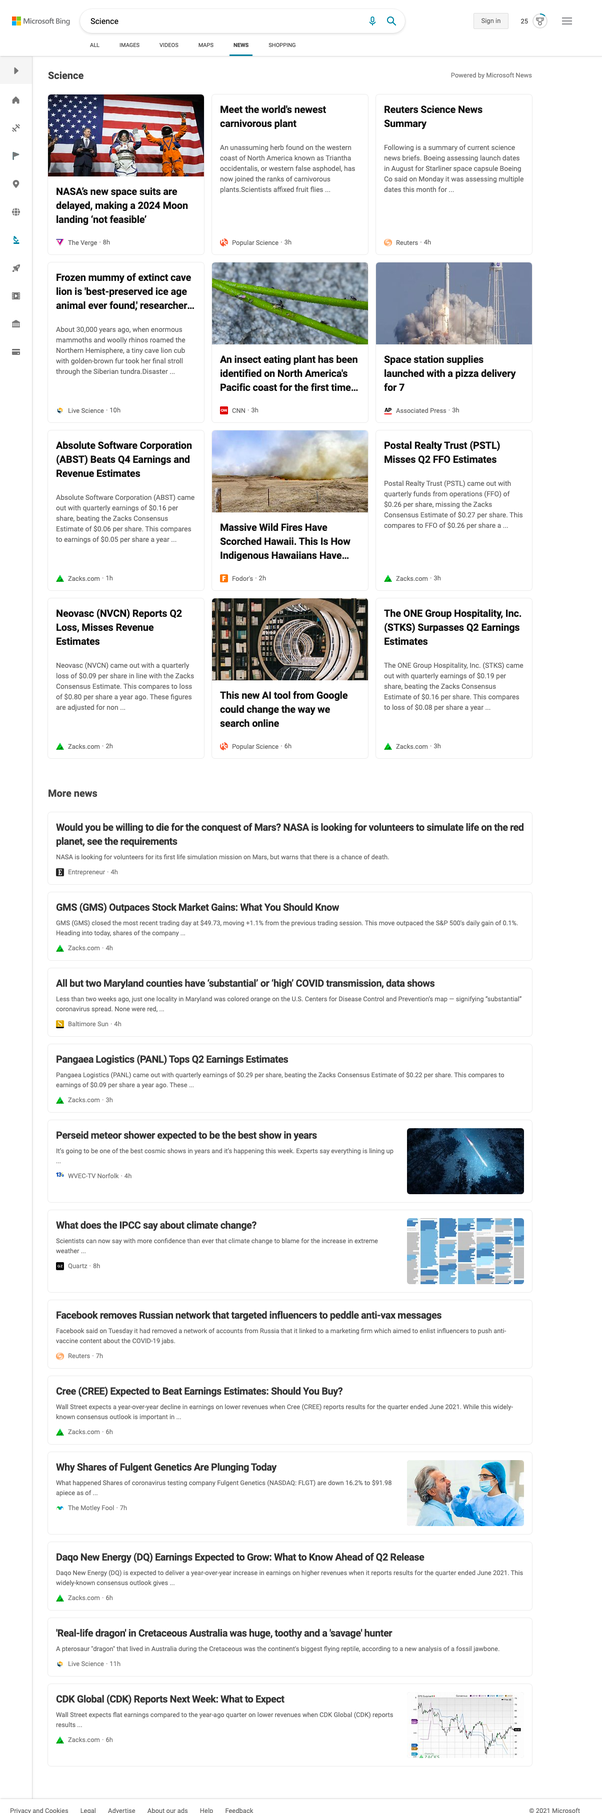 Microsoft Bing
Science
Sign in
25
ALL IMAGES VIDEOS MAPS NEWS SHOPPING
Science
Powered by Microsoft News
NASA's new space suits are
delayed, making a 2024 Moon
landing 'not feasible'
The Verge · 8h
Meet the world's newest
carnivorous plant
An unassuming herb found on the western
coast of North America known as Triantha
occidentalis, or western false asphodel, has
now joined the ranks of carnivorous
plants.Scientists affixed fruit flies ...
Popular Science · 3h
Reuters Science News
Summary
Following is a summary of current science
news briefs. Boeing assessing launch dates
in August for Starliner space capsule Boeing
Co said on Monday it was assessing multiple
dates this month for ...
Reuters · 4h
Frozen mummy of extinct cave
lion is 'best-preserved ice age
animal ever found,' researcher...
About 30,000 years ago, when enormous
mammoths and woolly rhinos roamed the
Northern Hemisphere, a tiny cave lion cub
with golden-brown fur took her final stroll
through the Siberian tundra.Disaster ...
Live Science · 10h
An insect eating plant has been
identified on North America's
Pacific coast for the first time...
CNN · 3h
Space station supplies
launched with a pizza delivery
for 7
AP
Associated Press · 3h
Absolute Software Corporation
(ABST) Beats Q4 Earnings and
Revenue Estimates
Absolute Software Corporation (ABST) came
out with quarterly earnings of $0.16 per
share, beating the Zacks Consensus
Estimate of $0.06 per share. This compares
to earnings of $0.05 per share a year ...
Zacks.com · 1h
Massive Wild Fires Have
Scorched Hawaii. This Is How
Indigenous Hawaiians Have...
Fodor's · 2h
Postal Realty Trust (PSTL)
Misses Q2 FFO Estimates
Postal Realty Trust (PSTL) came out with
quarterly funds from operations (FFO) of
$0.26 per share, missing the Zacks
Consensus Estimate of $0.27 per share. This
compares to FFO of $0.26 per share a ...
Zacks.com · 3h
Neovasc (NVCN) Reports Q2
Loss, Misses Revenue
Estimates
Neovasc (NVCN) came out with a quarterly
loss of $0.09 per share in line with the Zacks
Consensus Estimate. This compares to loss
of $0.80 per share a year ago. These figures
are adjusted for non ...
Zacks.com · 2h
This new AI tool from Google
could change the way we
search online
Popular Science · 6h
The ONE Group Hospitality, Inc.
(STKS) Surpasses Q2 Earnings
Estimates
The ONE Group Hospitality, Inc. (STKS) came
out with quarterly earnings of $0.19 per
share, beating the Zacks Consensus
Estimate of $0.16 per share. This compares
to loss of $0.08 per share a year ...
Zacks.com · 3h
More news
Would you be willing to die for the conquest of Mars? NASA is looking for volunteers to simulate life on the red
planet, see the requirements
NASA is looking for volunteers for its first life simulation mission on Mars, but warns that there is a chance of death.
Entrepreneur · 4h
GMS (GMS) Outpaces Stock Market Gains: What You Should Know
GMS (GMS) closed the most recent trading day at $49.73, moving +1.1% from the previous trading session. This move outpaced the S&P 500's daily gain of 0.1%.
Heading into today, shares of the company ...
Zacks.com · 4h
All but two Maryland counties have 'substantial' or 'high' COVID transmission, data shows
Less than two weeks ago, just one locality in Maryland was colored orange on the U.S. Centers for Disease Control and Prevention's map — signifying "substantial"
coronavirus spread. None were red, ...
Baltimore Sun · 4h
Pangaea Logistics (PANL) Tops Q2 Earnings Estimates
Pangaea Logistics (PANL) came out with quarterly earnings of $0.29 per share, beating the Zacks Consensus Estimate of $0.22 per share. This compares to
earnings of $0.09 per share a year ago. These ...
Zacks.com · 3h
Perseid meteor shower expected to be the best show in years
It's going to be one of the best cosmic shows in years and it's happening this week. Experts say everything is lining up
...
WVEC-TV Norfolk · 4h
What does the IPCC say about climate change?
Scientists can now say with more confidence than ever that climate change to blame for the increase in extreme
weather ...
Quartz · 8h
Facebook removes Russian network that targeted influencers to peddle anti-vax messages
Facebook said on Tuesday it had removed a network of accounts from Russia that it linked to a marketing firm which aimed to enlist influencers to push anti-
vaccine content about the COVID-19 jabs.
Reuters · 7h
Cree (CREE) Expected to Beat Earnings Estimates: Should You Buy?
Wall Street expects a year-over-year decline in earnings on lower revenues when Cree (CREE) reports results for the quarter ended June 2021. While this widely-
known consensus outlook is important in ...
Zacks.com · 6h
Why Shares of Fulgent Genetics Are Plunging Today
What happened Shares of coronavirus testing company Fulgent Genetics (NASDAQ: FLGT) are down 16.2% to $91.98
apiece as of ...
The Motley Fool · 7h
Daqo New Energy (DQ) Earnings Expected to Grow: What to Know Ahead of Q2 Release
Daqo New Energy (DQ) is expected to deliver a year-over-year increase in earnings on higher revenues when it reports results for the quarter ended June 2021. This
widely-known consensus outlook gives ...
Zacks.com · 6h
'Real-life dragon' in Cretaceous Australia was huge, toothy and a 'savage' hunter
A pterosaur "dragon" that lived in Australia during the Cretaceous was the continent's biggest flying reptile, according to a new analysis of a fossil jawbone.
Live Science · 11h
CDK Global (CDK) Reports Next Week: What to Expect
Wall Street expects flat earnings compared to the year-ago quarter on lower revenues when CDK Global (CDK) reports
results ...
Zacks.com · 6h
Privacy and Cookies Legal Advertise About our ads Help Feedback
© 2021 Microsoft